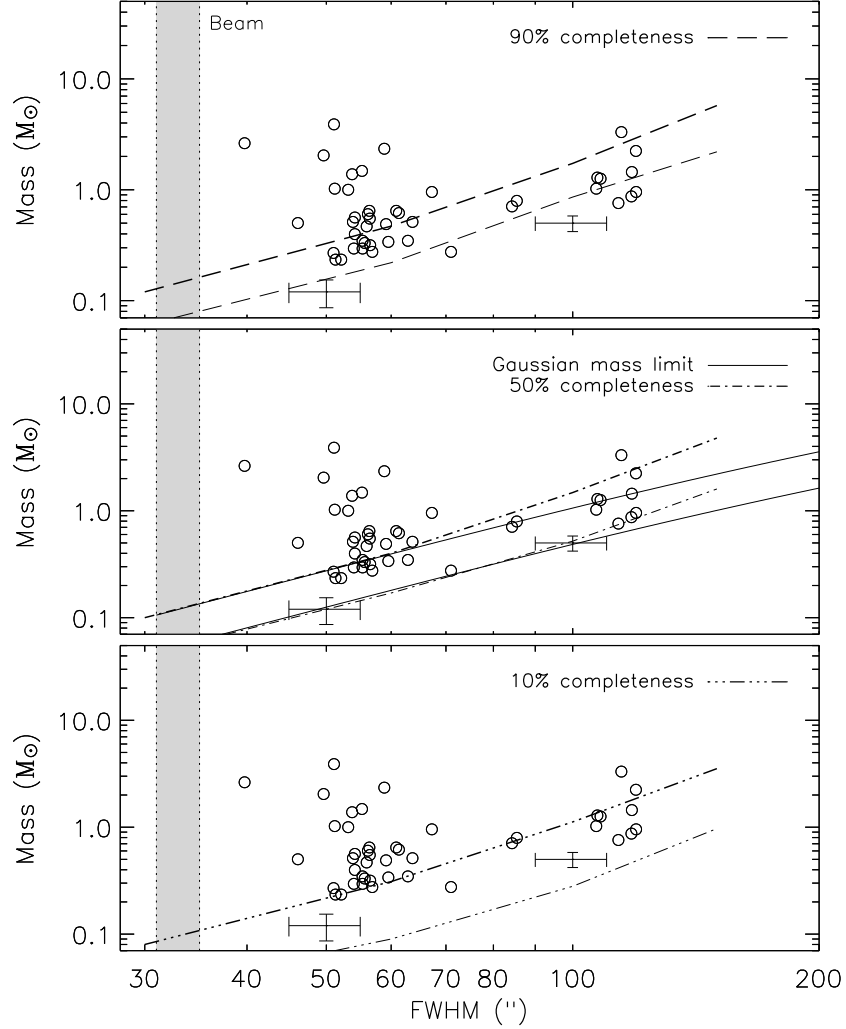 Beam
90% completeness
10.0
1.0
0.1
Mass (M⊙)
Gaussian mass limit
50% completeness
10.0
1.0
0.1
Mass (M⊙)
10% completeness
10.0
1.0
0.1
Mass (M⊙)
30 40 50 60 70 80 100 200
FWHM (")